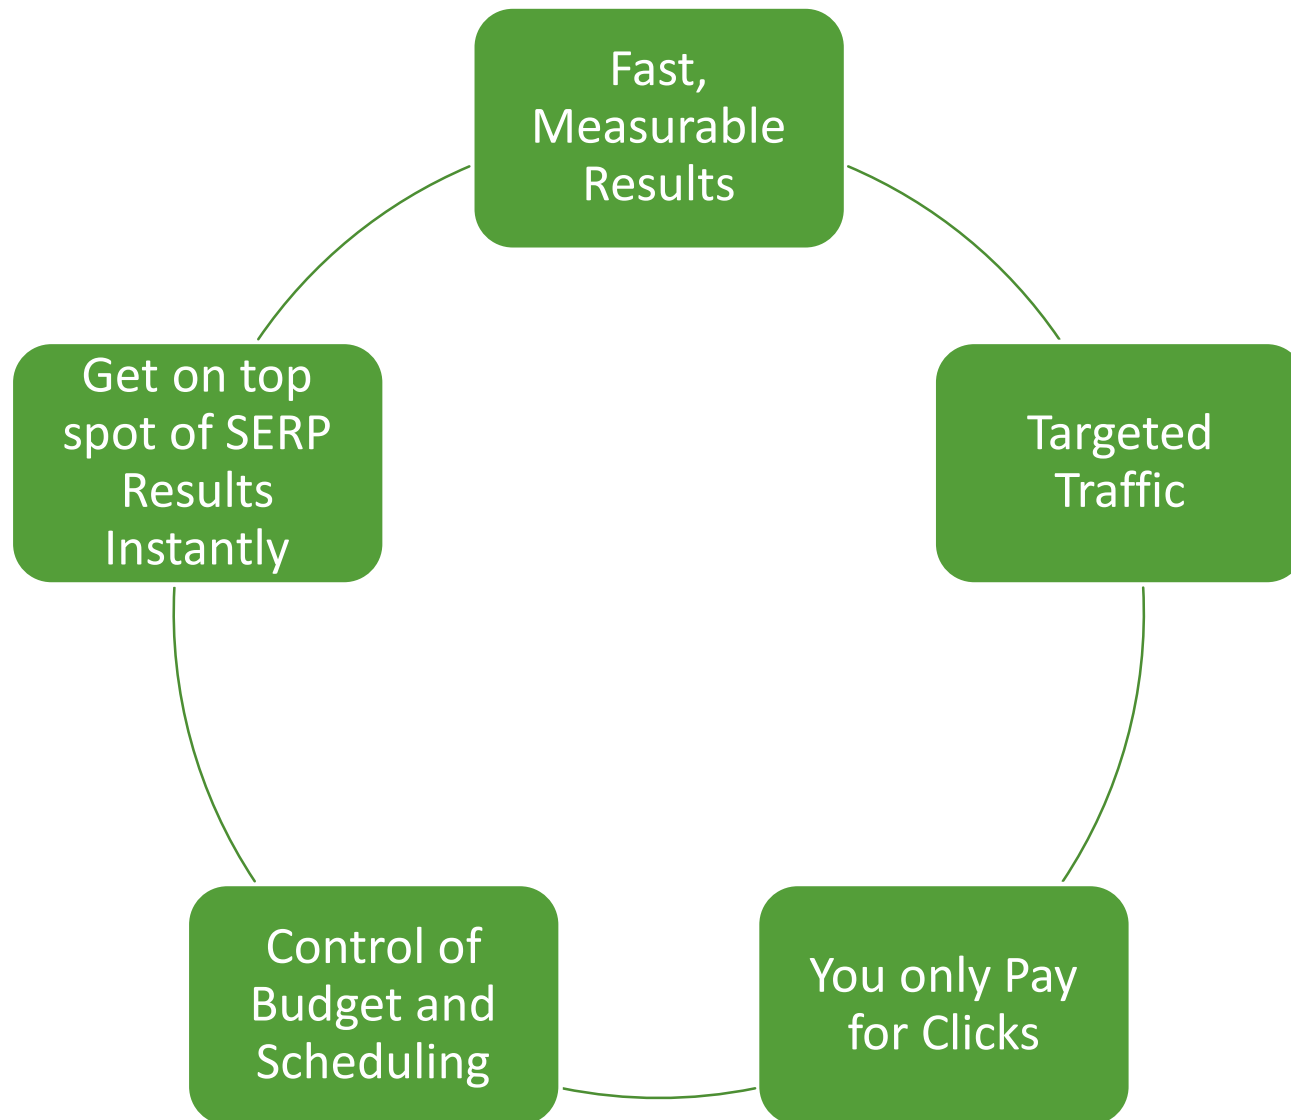 Fast,
Measurable
Results
Targeted
Traffic
You only Pay
for Clicks
Control of
Budget and
Scheduling
Get on top
spot of SERP
Results
Instantly